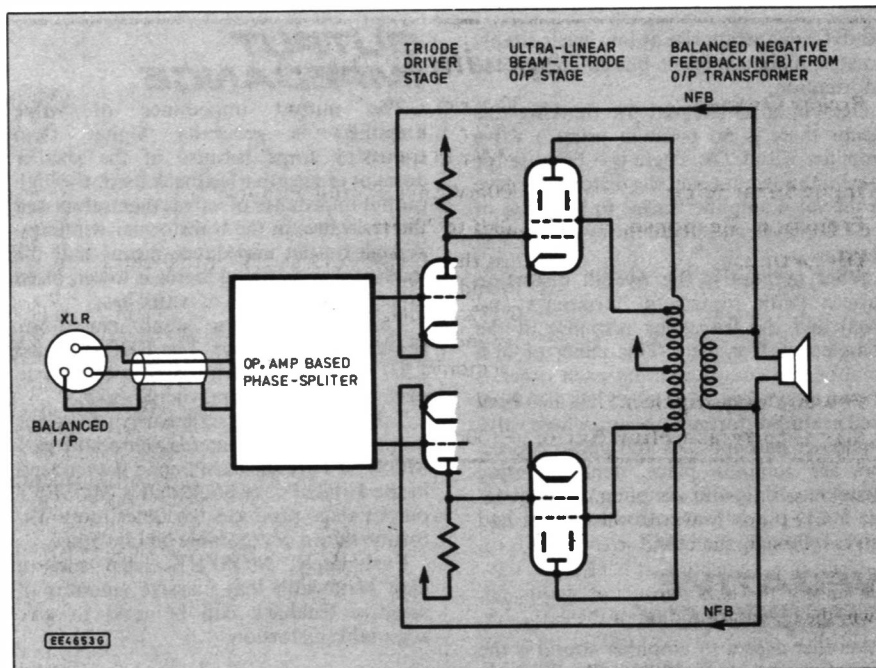 TRIODE
DRIVER
STAGE
ULTRA-LINEAR
BEAM-TETRODE
O/P STAGE
BALANCED NEGATIVE
FEEDBACK (NFB) FROM
O/P TRANSFORMER
NFB
XLR
BALANCED
I/P
OP. AMP BASED
PHASE-SPLITER
NFB
EE4653G